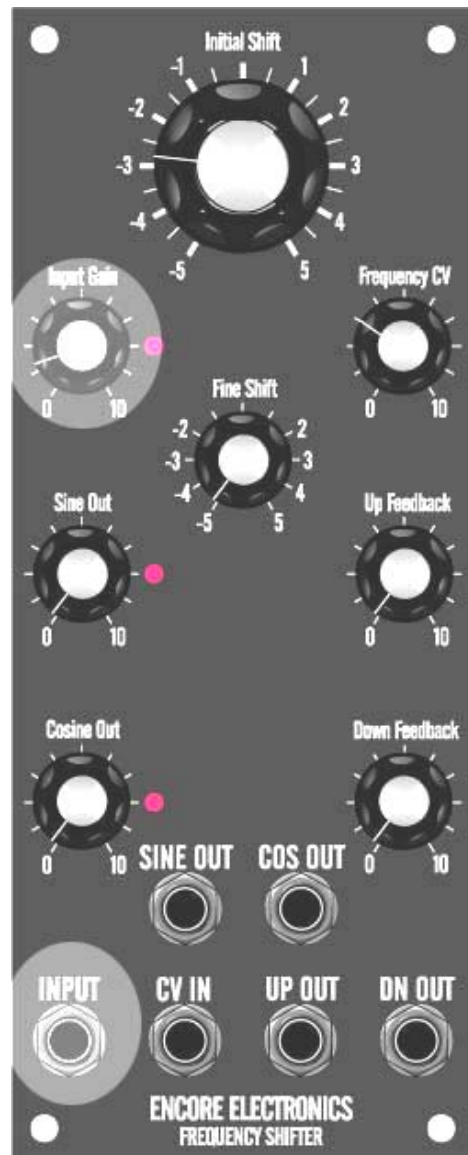 Initial Shift
-1 1
-2 2
-3 3
-4 4
-5 5
Input Gain
0 10
Frequency CV
0 10
Fine Shift
-2 2
-3 3
-4 4
-5 5
Sine Out
0 10
Up Feedback
0 10
Cosine Out
0 10
Down Feedback
0 10
SINE OUT COS OUT
INPUT CV IN UP OUT DN OUT
ENCORE ELECTRONICS
FREQUENCY SHIFTER